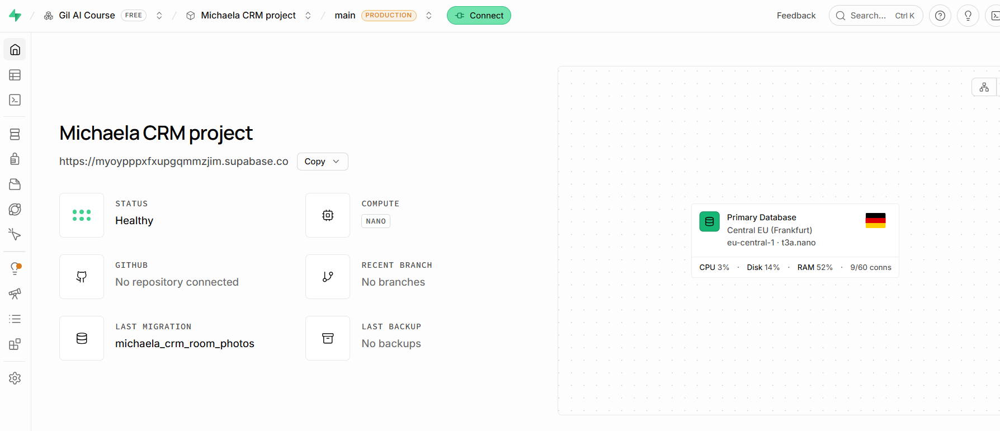 Gil AI Course FREE
Michaela CRM project
main PRODUCTION
Connect
Feedback
Search... Ctrl K
Michaela CRM project
https://myoypppxfxupgqmmzjim.supabase.co
Copy
STATUS
Healthy
COMPUTE
NANO
GITHUB
No repository connected
RECENT BRANCH
No branches
LAST MIGRATION
michaela_crm_room_photos
LAST BACKUP
No backups
Primary Database
Central EU (Frankfurt)
eu-central-1 · t3a.nano
CPU 3% · Disk 14% · RAM 52% · 9/60 conns